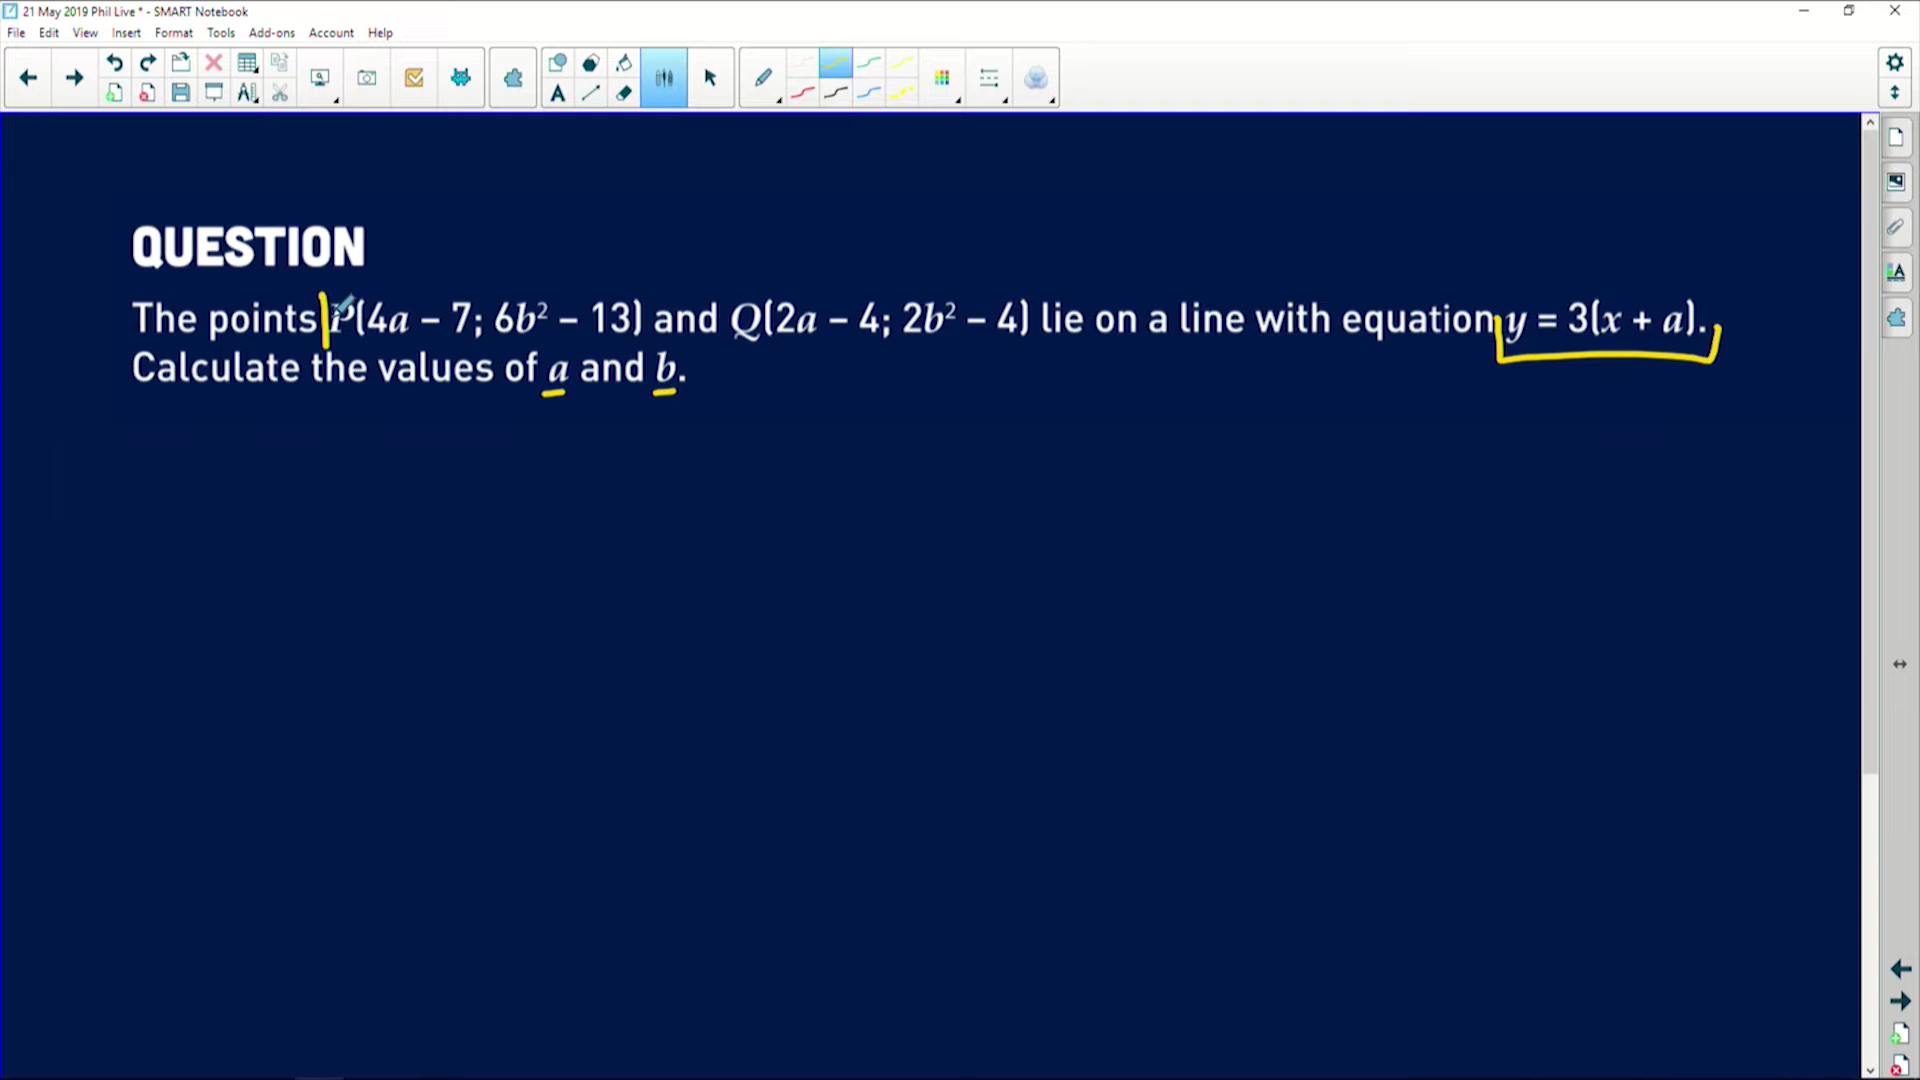 21 May 2019 Phil Live * - SMART Notebook
File Edit View Insert Format Tools Add-ons Account Help
QUESTION
The points P(4a – 7; 6b² – 13) and Q(2a – 4; 2b² – 4) lie on a line with equation y = 3(x + a).
Calculate the values of a and b.